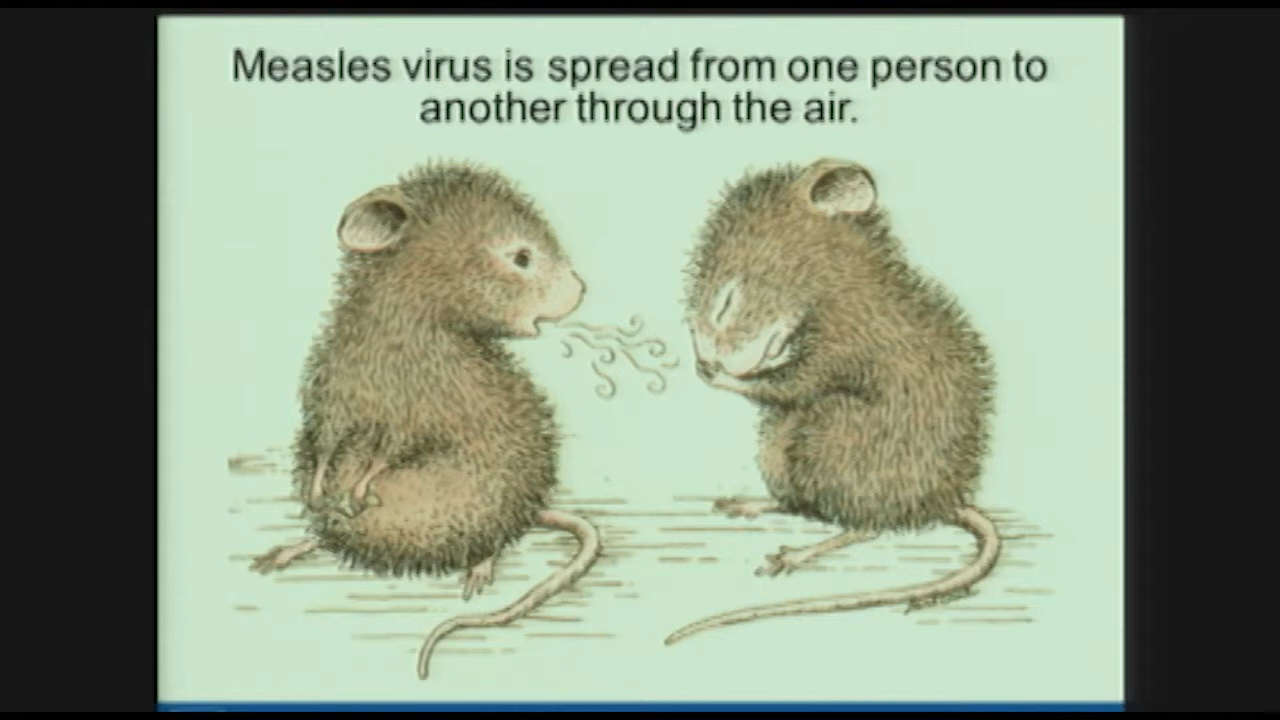 Measles virus is spread from one person to
another through the air.